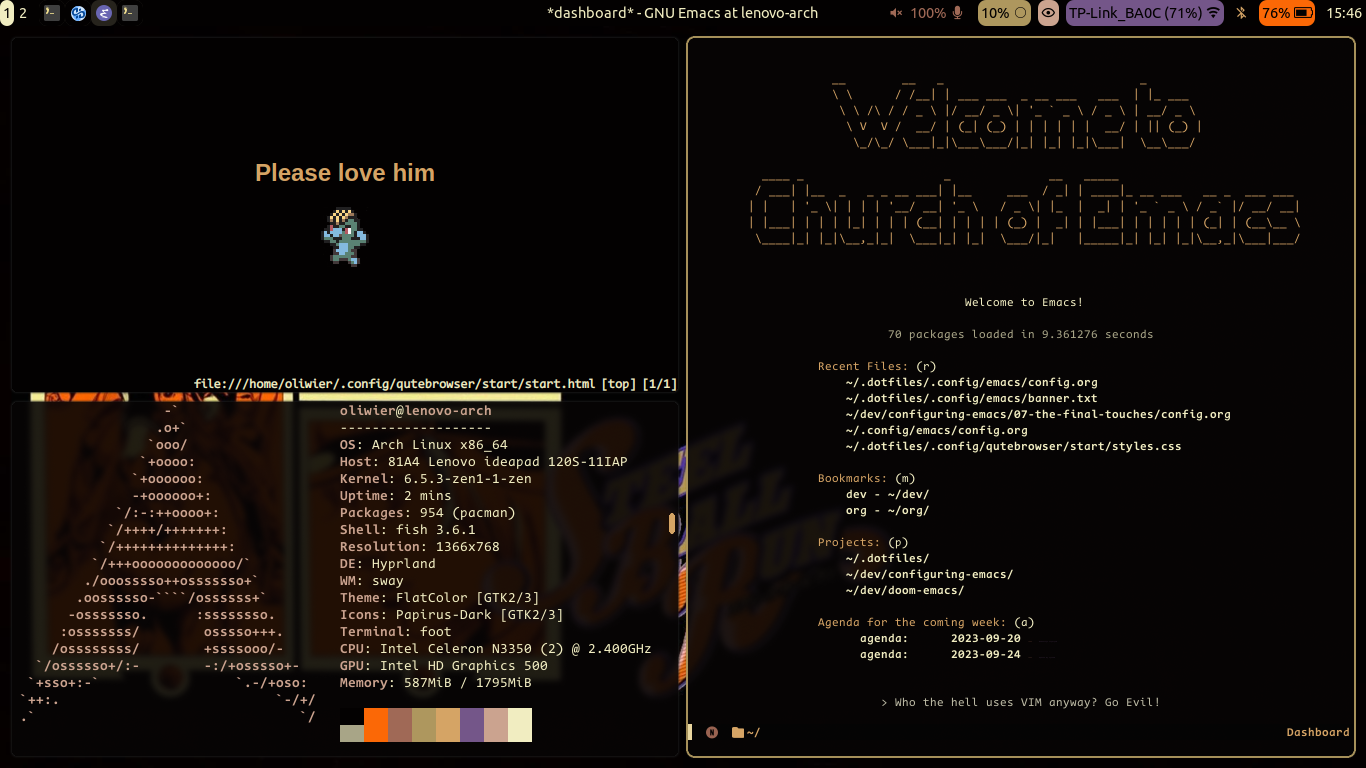 1 2 *dashboard* - GNU Emacs at lenovo-arch 100% 10% TP-Link_BA0C (71%) 76% 15:46
Please love him
file:///home/oliwier/.config/qutebrowser/start/start.html [top] [1/1]
oliwier@lenovo-arch
-------------------
OS: Arch Linux x86_64
Host: 81A4 Lenovo ideapad 120S-11IAP
Kernel: 6.5.3-zen1-1-zen
Uptime: 2 mins
Packages: 954 (pacman)
Shell: fish 3.6.1
Resolution: 1366x768
DE: Hyprland
WM: sway
Theme: FlatColor [GTK2/3]
Icons: Papirus-Dark [GTK2/3]
Terminal: foot
CPU: Intel Celeron N3350 (2) @ 2.400GHz
GPU: Intel HD Graphics 500
Memory: 587MiB / 1795MiB
STEEL
BALL
RUN
Welcome to
Church of Emacs
Welcome to Emacs!
70 packages loaded in 9.361276 seconds
Recent Files: (r)
~/.dotfiles/.config/emacs/config.org
~/.dotfiles/.config/emacs/banner.txt
~/dev/configuring-emacs/07-the-final-touches/config.org
~/.config/emacs/config.org
~/.dotfiles/.config/qutebrowser/start/styles.css
Bookmarks: (m)
dev - ~/dev/
org - ~/org/
Projects: (p)
~/.dotfiles/
~/dev/configuring-emacs/
~/dev/doom-emacs/
Agenda for the coming week: (a)
agenda: 2023-09-20
agenda: 2023-09-24
> Who the hell uses VIM anyway? Go Evil!
N ~/ Dashboard